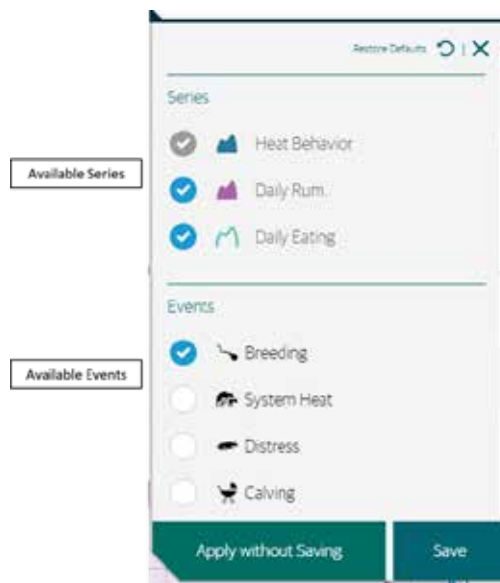 Restore Defaults
Series
Heat Behavior
Available Series
Daily Rum.
Daily Eating
Events
Breeding
Available Events
System Heat
Distress
Calving
Apply without Saving
Save